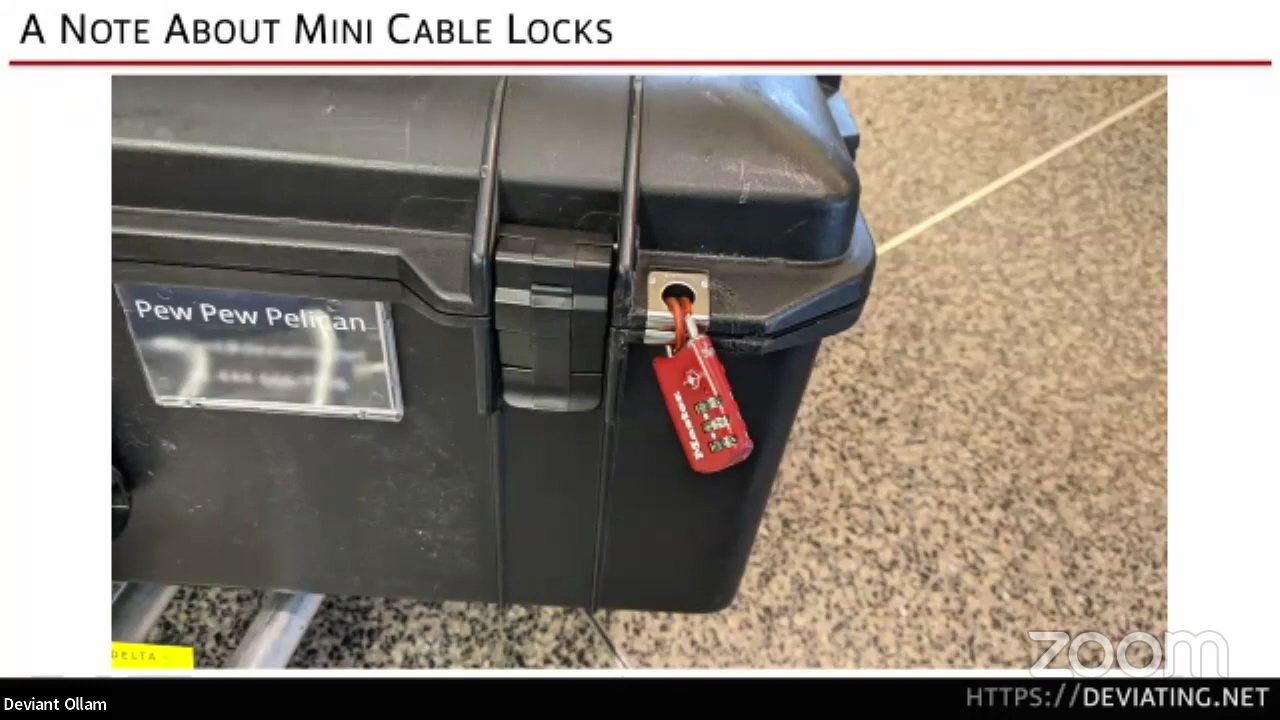 A Note About Mini Cable Locks
Pew Pew Pelican
Master
DELTA
zoom
Deviant Ollam
HTTPS://DEVIATING.NET